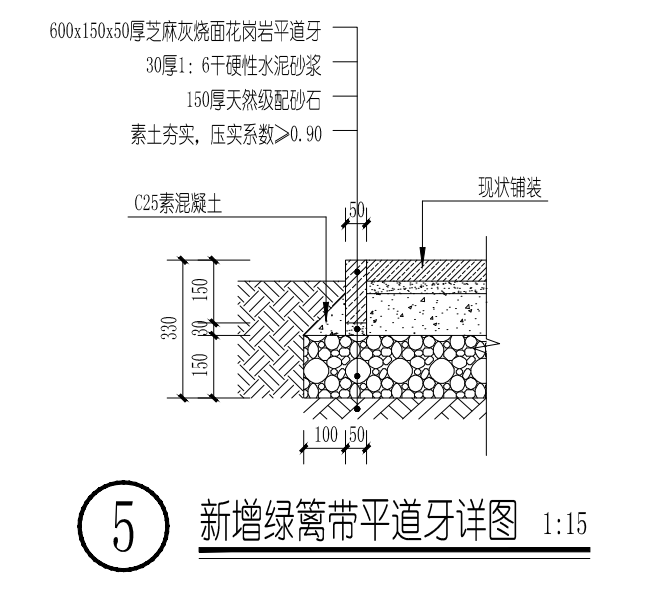 600x150x50厚芝麻灰烧面花岗岩平道牙
30厚1：6干硬性水泥砂浆
150厚天然级配砂石
素土夯实，压实系数≥0.90
现状铺装
C25素混凝土
50
150
330
30
150
100
50
5
新增绿篱带平道牙详图
1:15